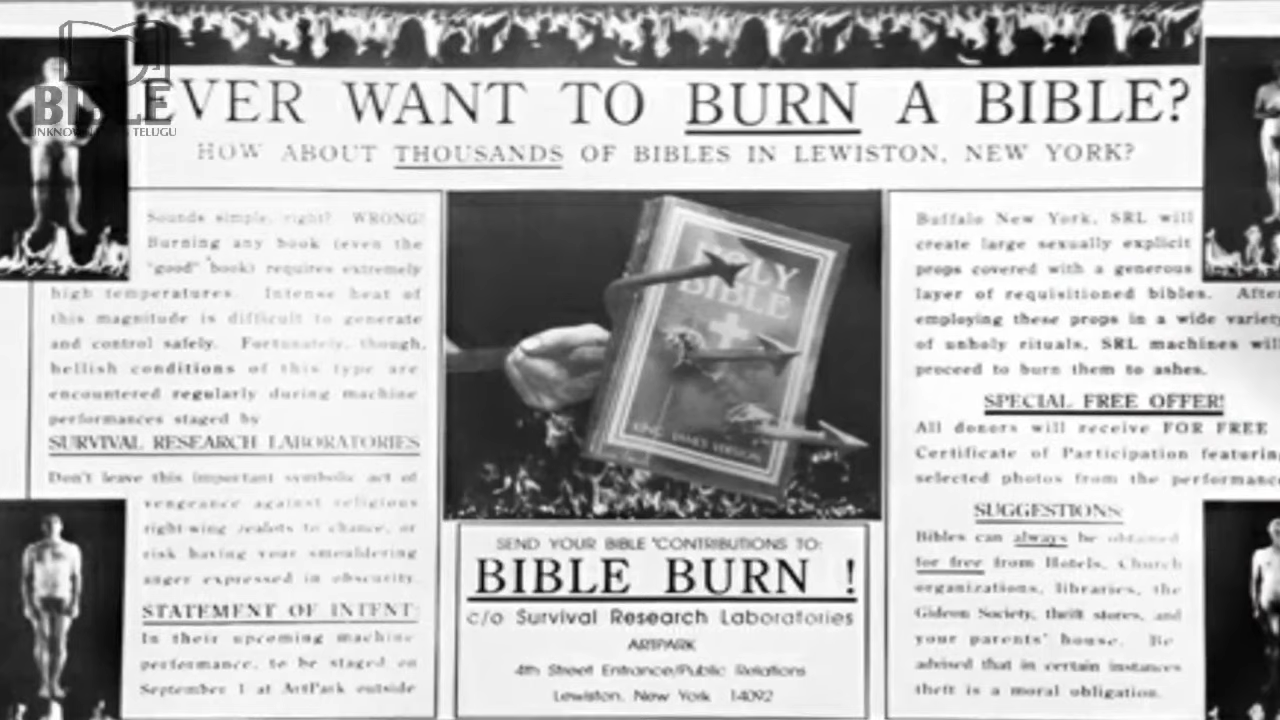 EVER WANT TO BURN A BIBLE?
HOW ABOUT THOUSANDS OF BIBLES IN LEWISTON, NEW YORK?
BIBLE
UNKNOWN TELUGU
Sounds simple, right? WRONG!
Burning any book (even the
"good" book) requires extremely
high temperatures. Intense heat of
this magnitude is difficult to generate
and control safely. Fortunately, though,
hellish conditions of this type are
encountered regularly during machine
performances staged by
SURVIVAL RESEARCH LABORATORIES
Don't leave this important symbolic act of
vengeance against religious
right-wing zealots to chance, or
risk having your smouldering
anger expressed in obscurity.
STATEMENT OF INTENT:
In their upcoming machine
performance, to be staged on
September 1 at ArtPark outside
HOLY
BIBLE
KING JAMES VERSION
SEND YOUR BIBLE "CONTRIBUTIONS TO:
BIBLE BURN !
c/o Survival Research Laboratories
ARTPARK
4th Street Entrance/Public Relations
Lewiston, New York 14092
Buffalo New York, SRL will
create large sexually explicit
props covered with a generous
layer of requisitioned bibles. After
employing these props in a wide variety
of unholy rituals, SRL machines will
proceed to burn them to ashes.
SPECIAL FREE OFFER!
All donors will receive FOR FREE
Certificate of Participation featuring
selected photos from the performance
SUGGESTIONS:
Bibles can always be obtained
for free from Hotels, Church
organizations, libraries, the
Gideon Society, thrift stores, and
your parents' house. Be
advised that in certain instances
theft is a moral obligation.